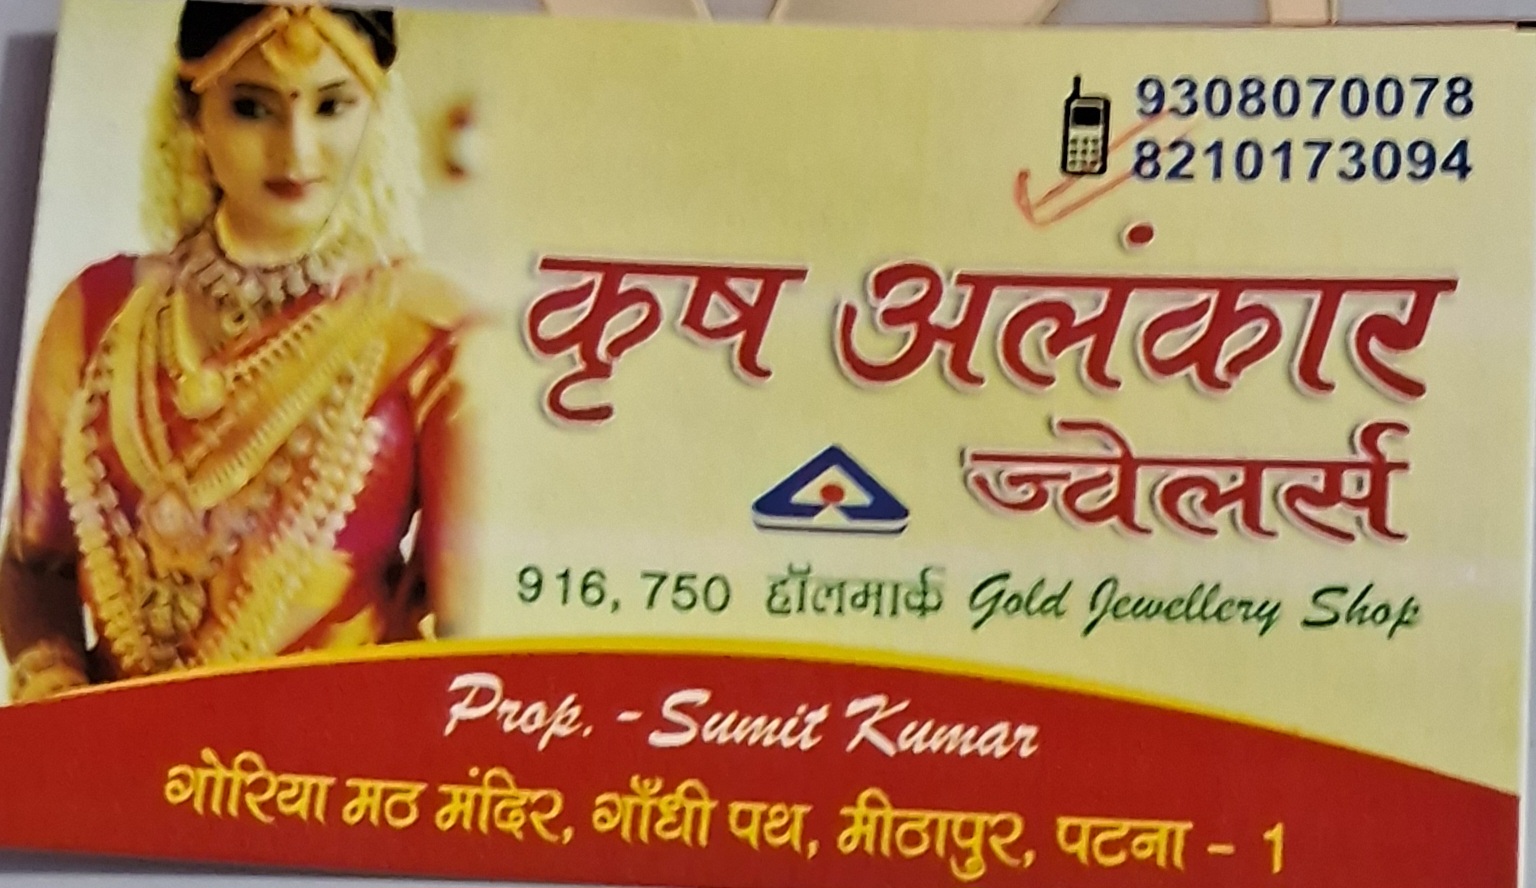 9308070078
8210173094
कृष अलंकार
ज्वेलर्स
916, 750 हॉलमार्क Gold Jewellery Shop
Prop. - Sumit Kumar
गोरिया मठ मंदिर, गाँधी पथ, मीठापुर, पटना - 1